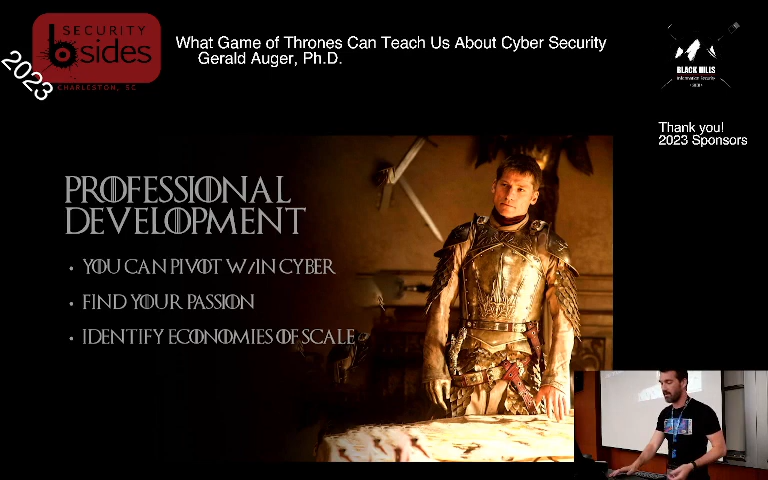 SECURITY
bsides
CHARLESTON, SC
2023
What Game of Thrones Can Teach Us About Cyber Security
Gerald Auger, Ph.D.
BLACK HILLS
Information Security
Thank you!
2023 Sponsors
PROFESSIONAL
DEVELOPMENT
• YOU CAN PIVOT W/IN CYBER
• FIND YOUR PASSION
• IDENTIFY ECONOMIES OF SCALE